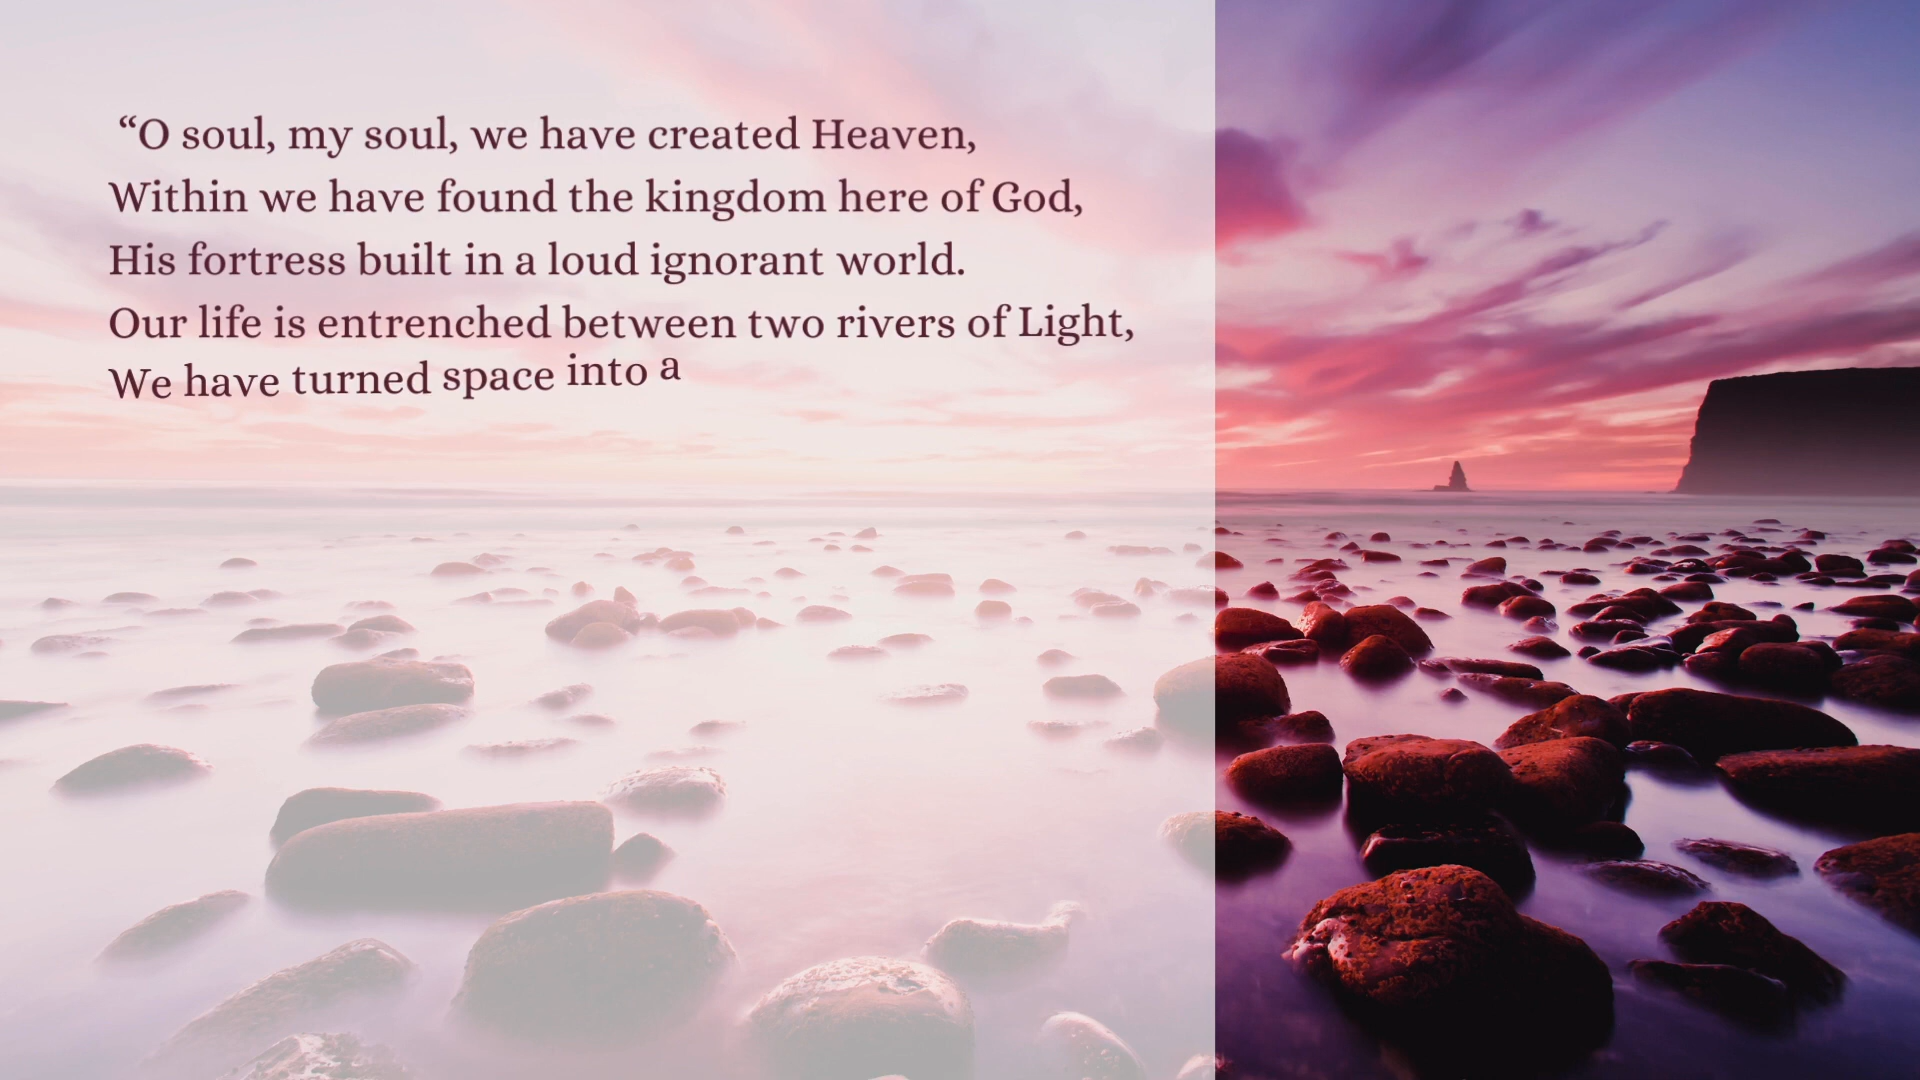 “O soul, my soul, we have created Heaven,
Within we have found the kingdom here of God,
His fortress built in a loud ignorant world.
Our life is entrenched between two rivers of Light,
We have turned space into a